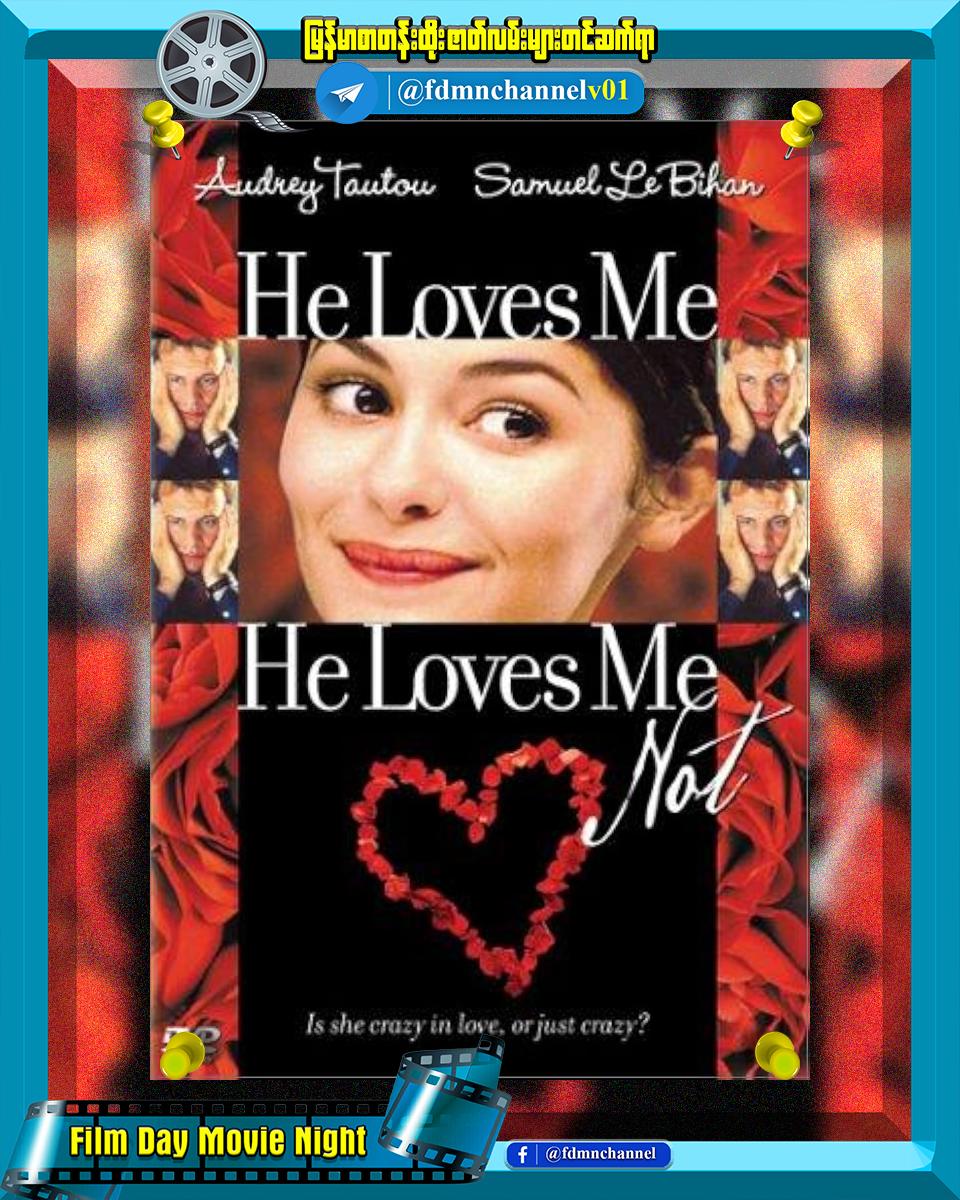 မြန်မာစာတန်းထိုးဇာတ်လမ်းများတင်ဆက်ရာ
@fdmnchannelv01
Audrey Tautou Samuel Le Bihan
He Loves Me
He Loves Me
Not
Is she crazy in love, or just crazy?
DVD
Film Day Movie Night
f @fdmnchannel